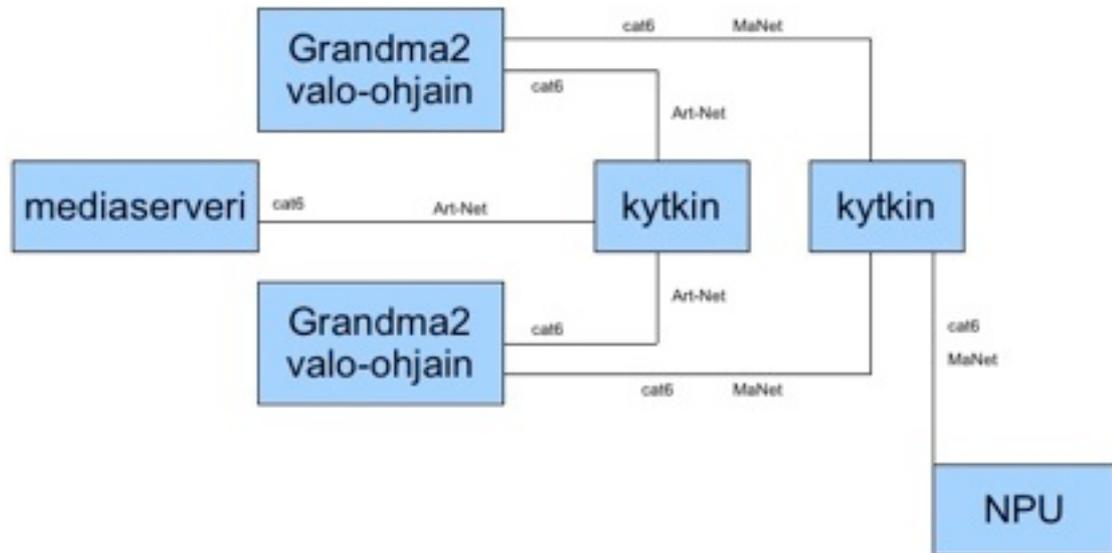 cat6 MaNet
Grandma2
valo-ohjain
cat6
Art-Net
mediaserveri
cat6 Art-Net
kytkin
kytkin
Art-Net
Grandma2
valo-ohjain
cat6
cat6
MaNet
cat6 MaNet
NPU